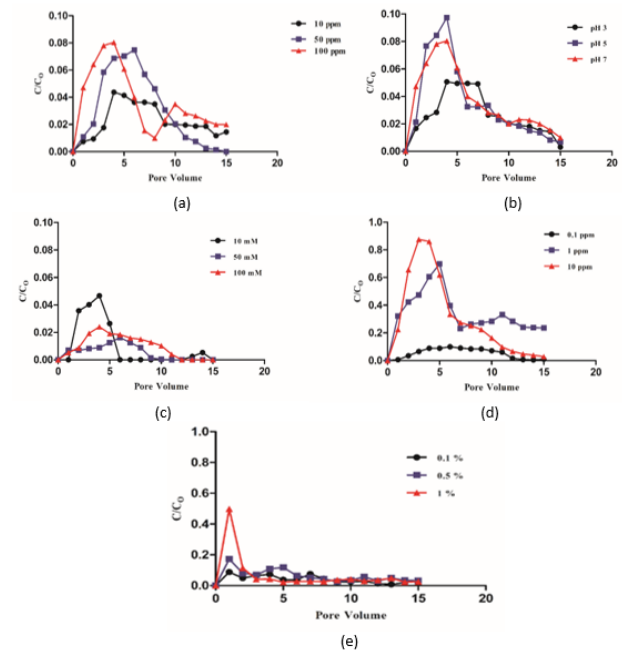 0.10
0.08
0.06
0.04
0.02
0.00
C/C_O
0 5 10 15 20
Pore Volume
10 ppm
50 ppm
100 ppm
(a)
0.10
0.08
0.06
0.04
0.02
0.00
C/C_O
0 5 10 15 20
Pore Volume
pH 3
pH 5
pH 7
(b)
0.10
0.08
0.06
0.04
0.02
0.00
C/C_O
0 5 10 15 20
Pore Volume
10 mM
50 mM
100 mM
(c)
1.0
0.8
0.6
0.4
0.2
0.0
C/C_O
0 5 10 15 20
Pore Volume
0.1 ppm
1 ppm
10 ppm
(d)
1.0
0.8
0.6
0.4
0.2
0.0
C/C_O
0 5 10 15 20
Pore Volume
0.1 %
0.5 %
1 %
(e)